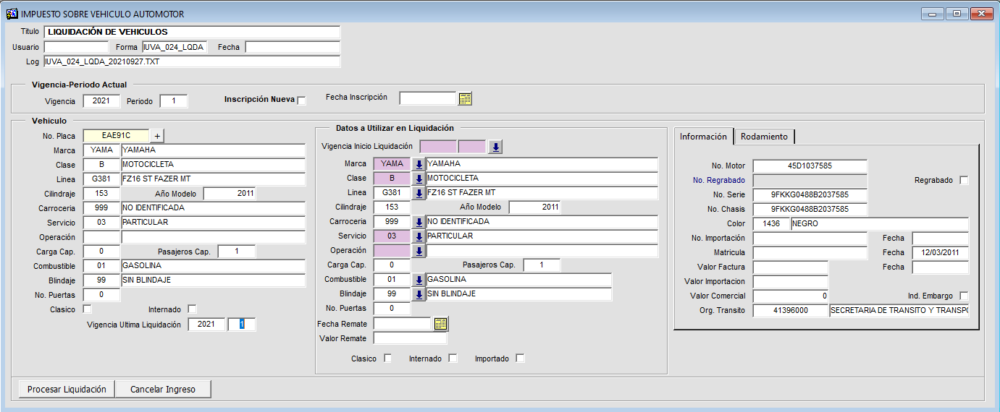 IMPUESTO SOBRE VEHICULO AUTOMOTOR
Titulo LIQUIDACIÓN DE VEHICULOS
Usuario Forma IUVA_024_LQDA Fecha
Log IUVA_024_LQDA_20210927.TXT
Vigencia-Periodo Actual
Vigencia 2021 Periodo 1 Inscripción Nueva Fecha Inscripción
Vehiculo
No. Placa EAE91C +
Marca YAMA YAMAHA
Clase B MOTOCICLETA
Linea G381 FZ16 ST FAZER MT
Cilindraje 153 Año Modelo 2011
Carroceria 999 NO IDENTIFICADA
Servicio 03 PARTICULAR
Operación
Carga Cap. 0 Pasajeros Cap. 1
Combustible 01 GASOLINA
Blindaje 99 SIN BLINDAJE
No. Puertas 0
Clasico Internado
Vigencia Ultima Liquidación 2021 1
Datos a Utilizar en Liquidación
Vigencia Inicio Liquidación
Marca YAMA YAMAHA
Clase B MOTOCICLETA
Linea G381 FZ16 ST FAZER MT
Cilindraje 153 Año Modelo 2011
Carroceria 999 NO IDENTIFICADA
Servicio 03 PARTICULAR
Operación
Carga Cap. 0 Pasajeros Cap. 1
Combustible 01 GASOLINA
Blindaje 99 SIN BLINDAJE
No. Puertas 0
Fecha Remate
Valor Remate
Clasico Internado Importado
Información Rodamiento
No. Motor 45D1037585
No. Regrabado Regrabado
No. Serie 9FKKG0488B2037585
No. Chasis 9FKKG0488B2037585
Color 1436 NEGRO
No. Importación Fecha
Matricula Fecha 12/03/2011
Valor Factura Fecha
Valor Importacion
Valor Comercial 0 Ind. Embargo
Org. Transito 41396000 SECRETARIA DE TRANSITO Y TRANSP
Procesar Liquidación Cancelar Ingreso